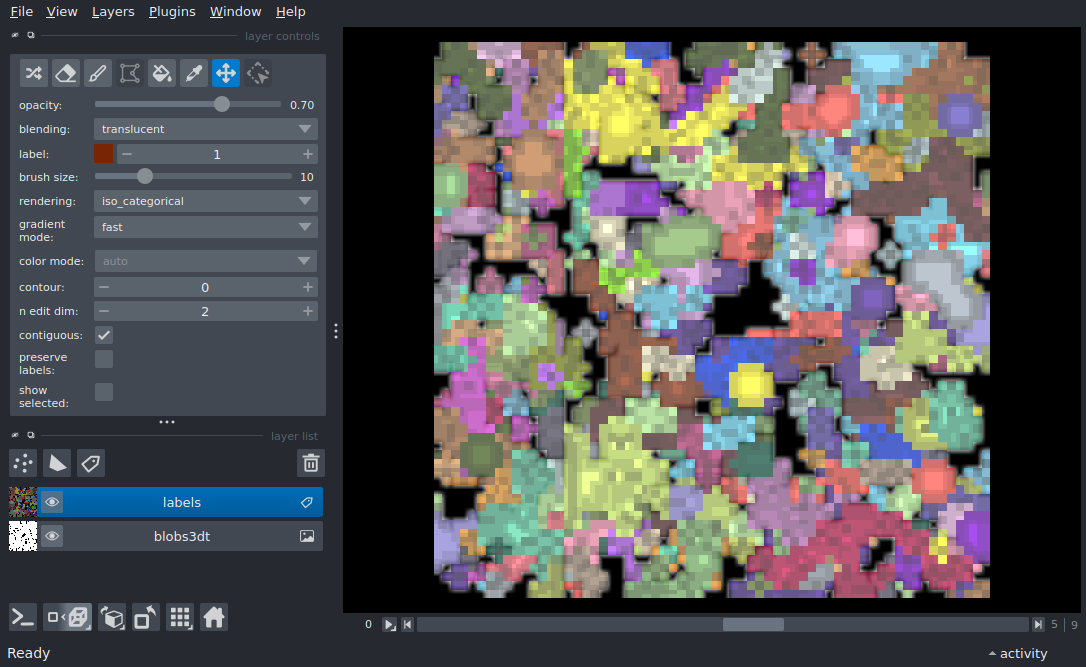 File View Layers Plugins Window Help
layer controls
opacity: 0.70
blending: translucent
label: 1
brush size: 10
rendering: iso_categorical
gradient
mode: fast
color mode: auto
contour: 0
n edit dim: 2
contiguous:
preserve
labels:
show
selected:
layer list
labels
blobs3dt
0 5 | 9
Ready activity